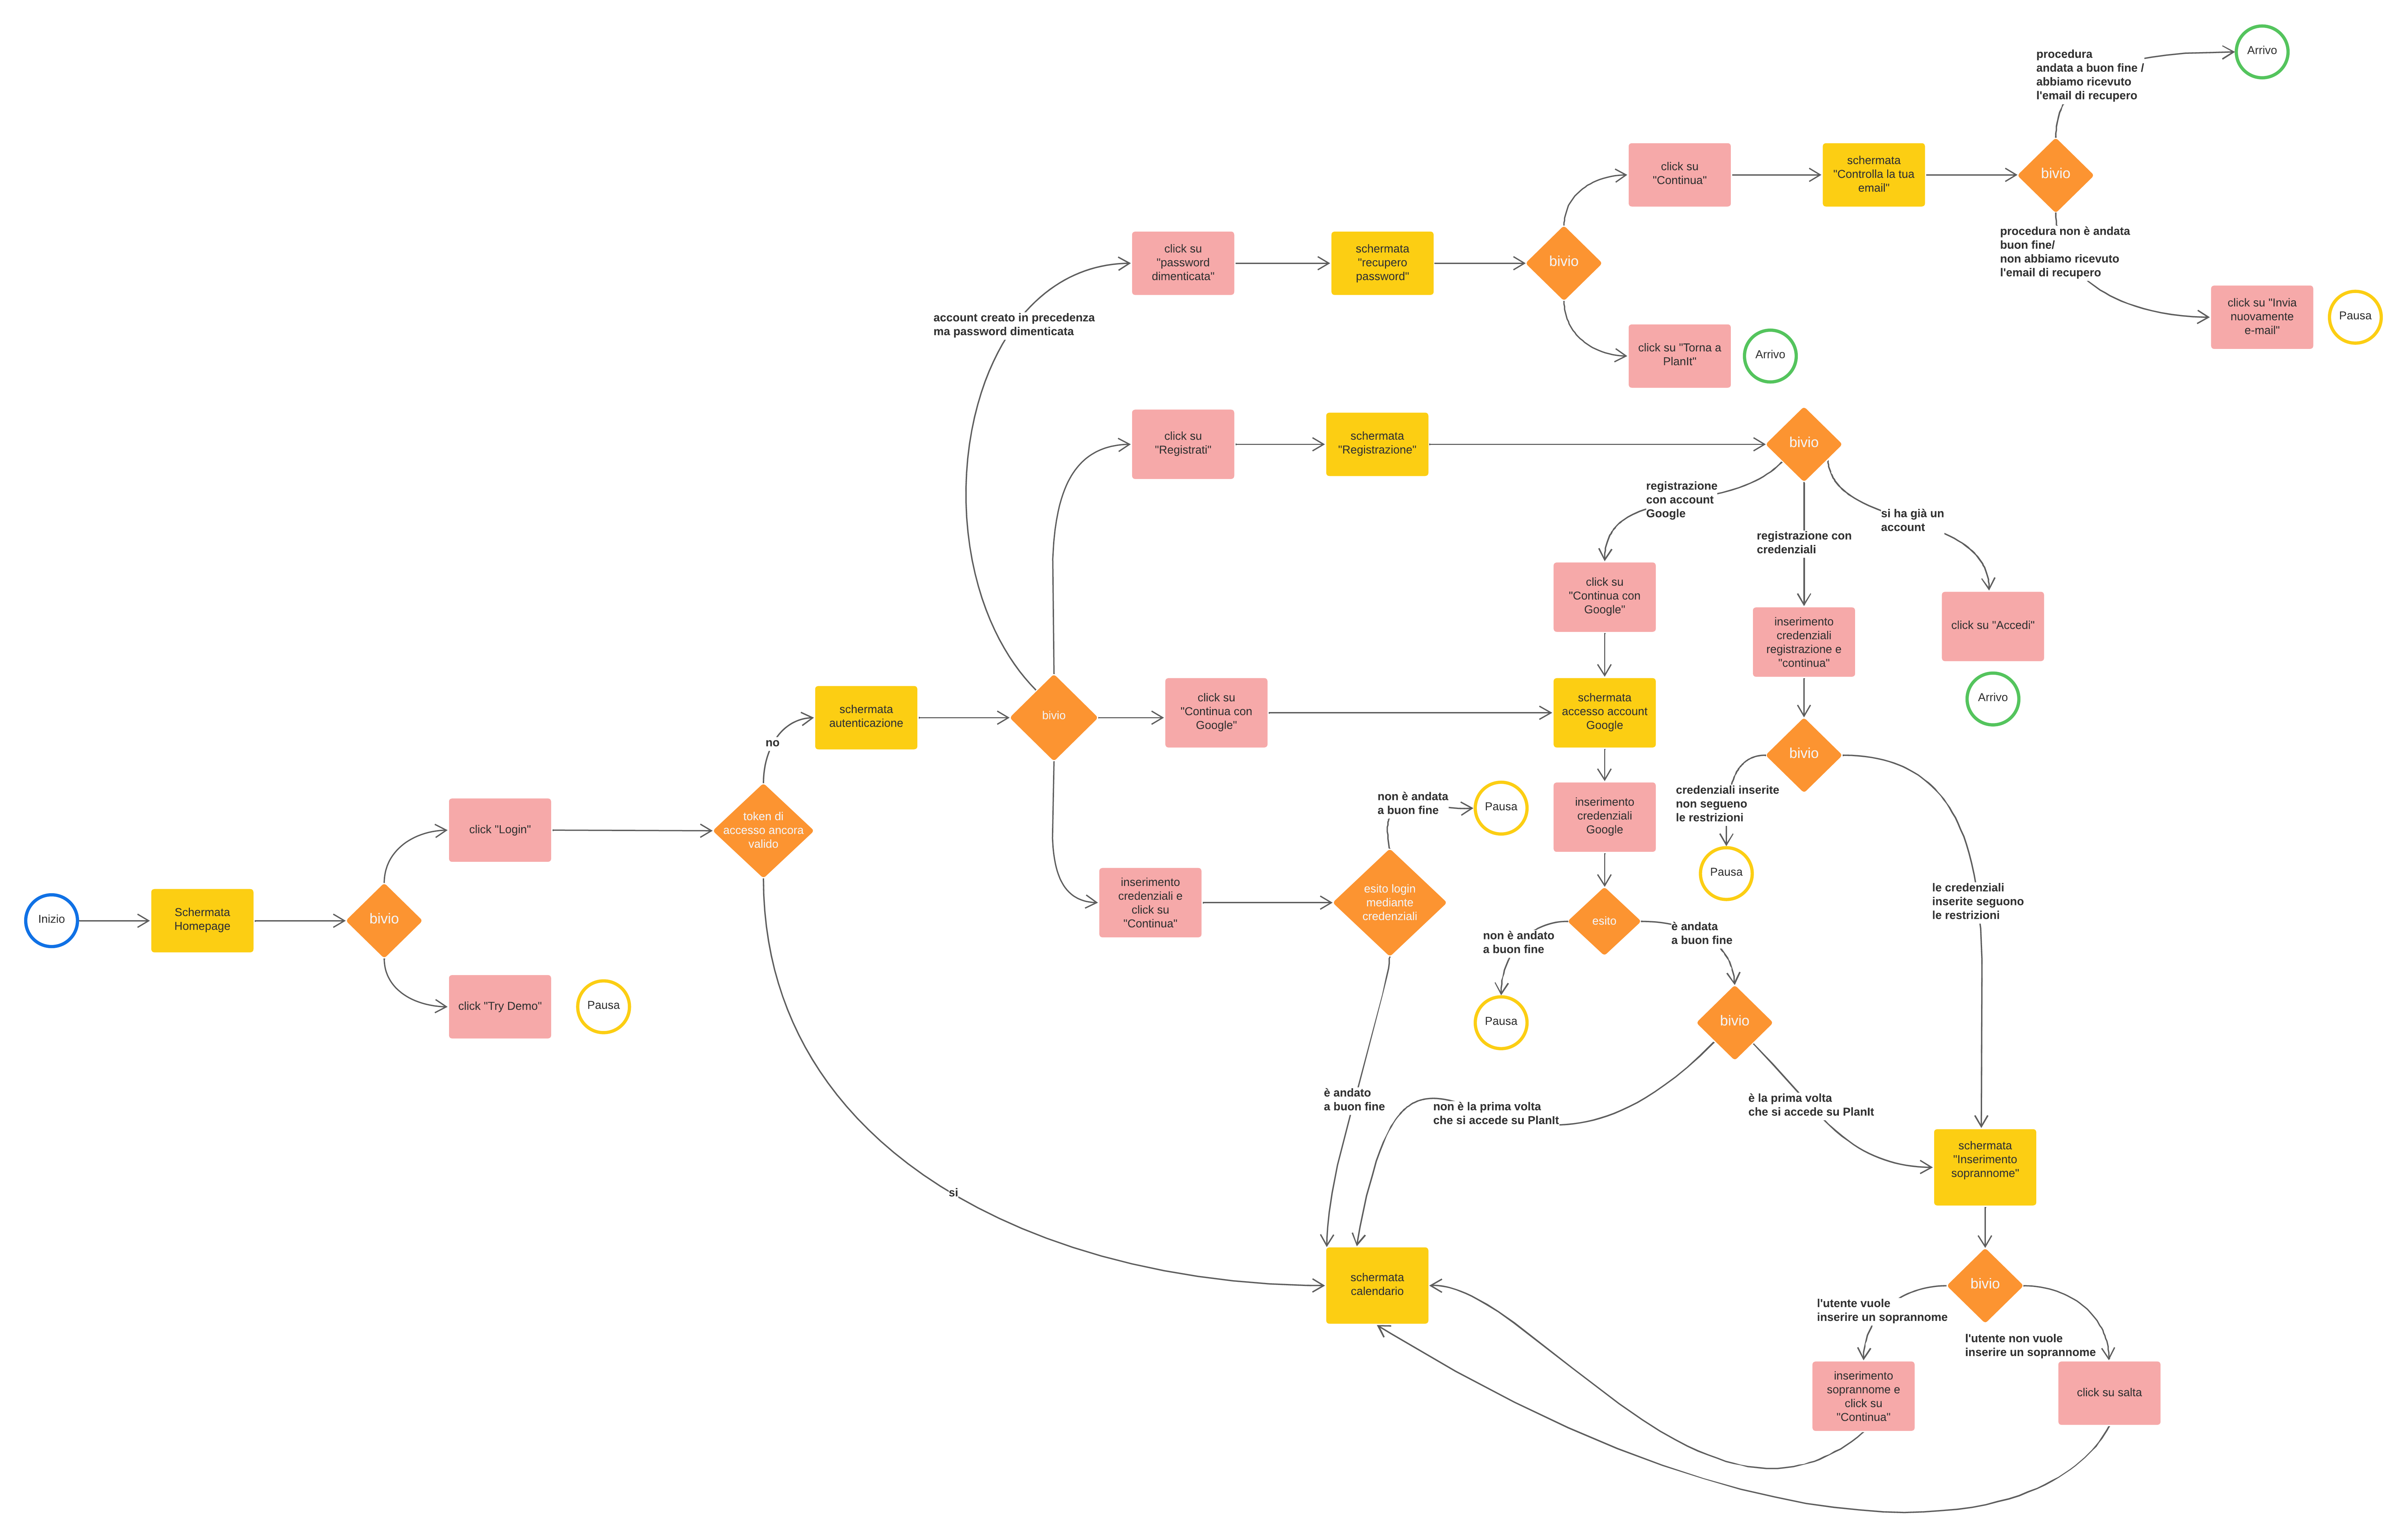 Inizio
Schermata
Homepage
bivio
click "Login"
click "Try Demo"
Pausa
token di
accesso ancora
valido
no
si
schermata
autenticazione
bivio
account creato in precedenza
ma password dimenticata
click su
"password
dimenticata"
schermata
"recupero
password"
bivio
click su
"Continua"
schermata
"Controlla la tua
email"
bivio
procedura
andata a buon fine /
abbiamo ricevuto
l'email di recupero
Arrivo
procedura non è andata
buon fine/
non abbiamo ricevuto
l'email di recupero
click su "Invia
nuovamente
e-mail"
Pausa
click su "Torna a
PlanIt"
Arrivo
click su
"Registrati"
schermata
"Registrazione"
bivio
registrazione
con account
Google
registrazione con
credenziali
si ha già un
account
click su
"Continua con
Google"
inserimento
credenziali
registrazione e
"continua"
click su "Accedi"
Arrivo
click su
"Continua con
Google"
schermata
accesso account
Google
bivio
credenziali inserite
non segueno
le restrizioni
Pausa
le credenziali
inserite seguono
le restrizioni
inserimento
credenziali
Google
esito
non è andato
a buon fine
Pausa
è andata
a buon fine
bivio
inserimento
credenziali e
click su
"Continua"
esito login
mediante
credenziali
non è andata
a buon fine
Pausa
è andato
a buon fine
non è la prima volta
che si accede su PlanIt
è la prima volta
che si accede su PlanIt
schermata
"Inserimento
soprannome"
schermata
calendario
bivio
l'utente vuole
inserire un soprannome
l'utente non vuole
inserire un soprannome
inserimento
soprannome e
click su
"Continua"
click su salta